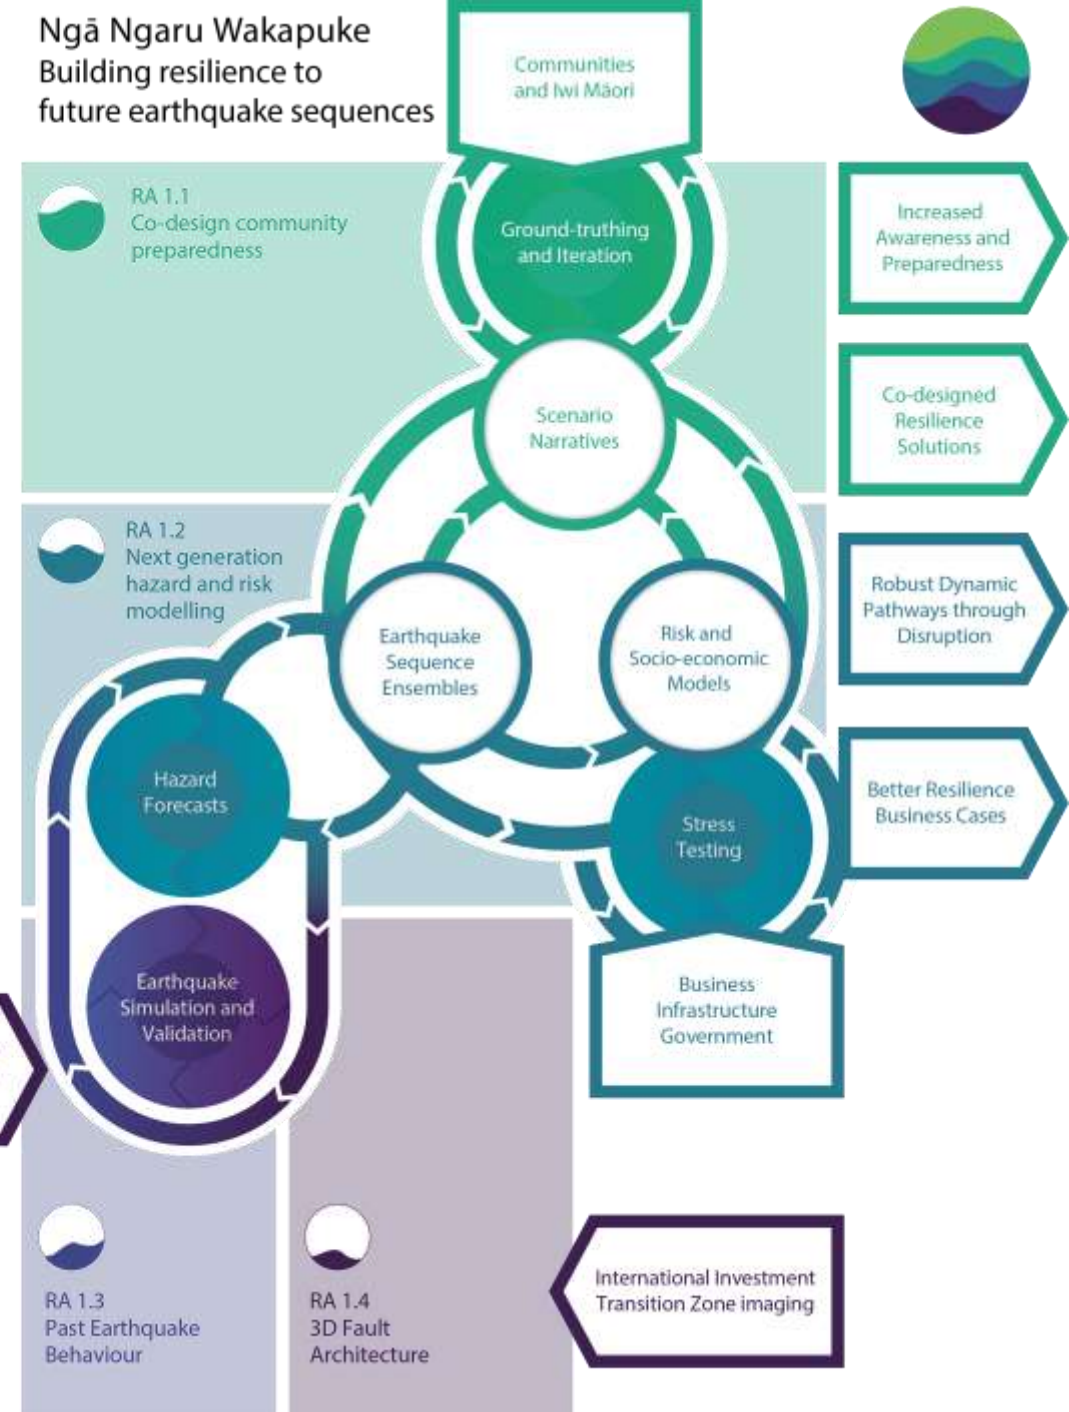 Ngā Ngaru Wakapuke
Building resilience to
future earthquake sequences
Communities
and Iwi Māori
RA 1.1
Co-design community
preparedness
Ground-truthing
and Iteration
Increased
Awareness and
Preparedness
Scenario
Narratives
Co-designed
Resilience
Solutions
RA 1.2
Next generation
hazard and risk
modelling
Earthquake
Sequence
Ensembles
Risk and
Socio-economic
Models
Robust Dynamic
Pathways through
Disruption
Hazard
Forecasts
Stress
Testing
Better Resilience
Business Cases
Earthquake
Simulation and
Validation
Business
Infrastructure
Government
RA 1.3
Past Earthquake
Behaviour
RA 1.4
3D Fault
Architecture
International Investment
Transition Zone imaging